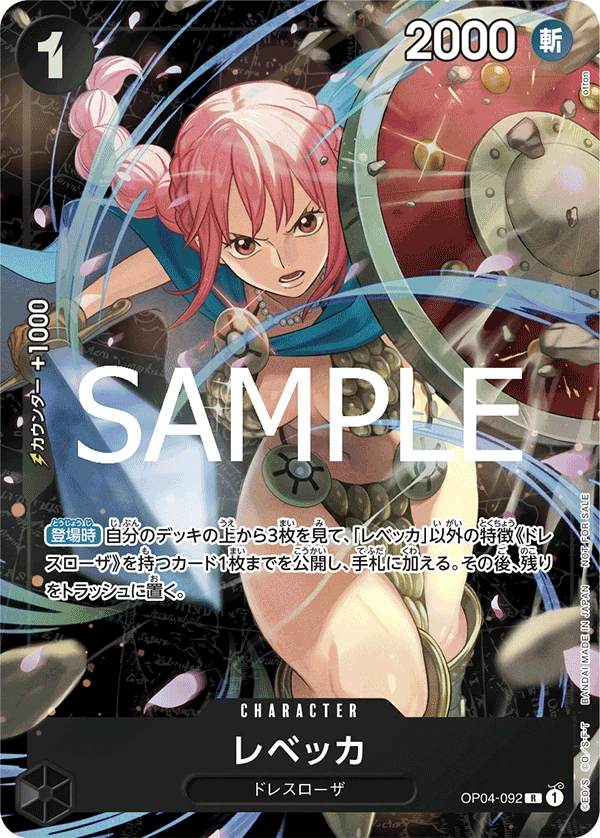 1
2000 斬
otton
カウンター +1000
SAMPLE
登場時 自分のデッキの上から3枚を見て、「レベッカ」以外の特徴《ドレ
スローザ》を持つカード1枚までを公開し、手札に加える。その後、残り
をトラッシュに置く。
CHARACTER
レベッカ
ドレスローザ
OP04-092 R 1
©E.O/S ©O/S・F・T BANDAI MADE IN JAPAN NOT FOR SALE